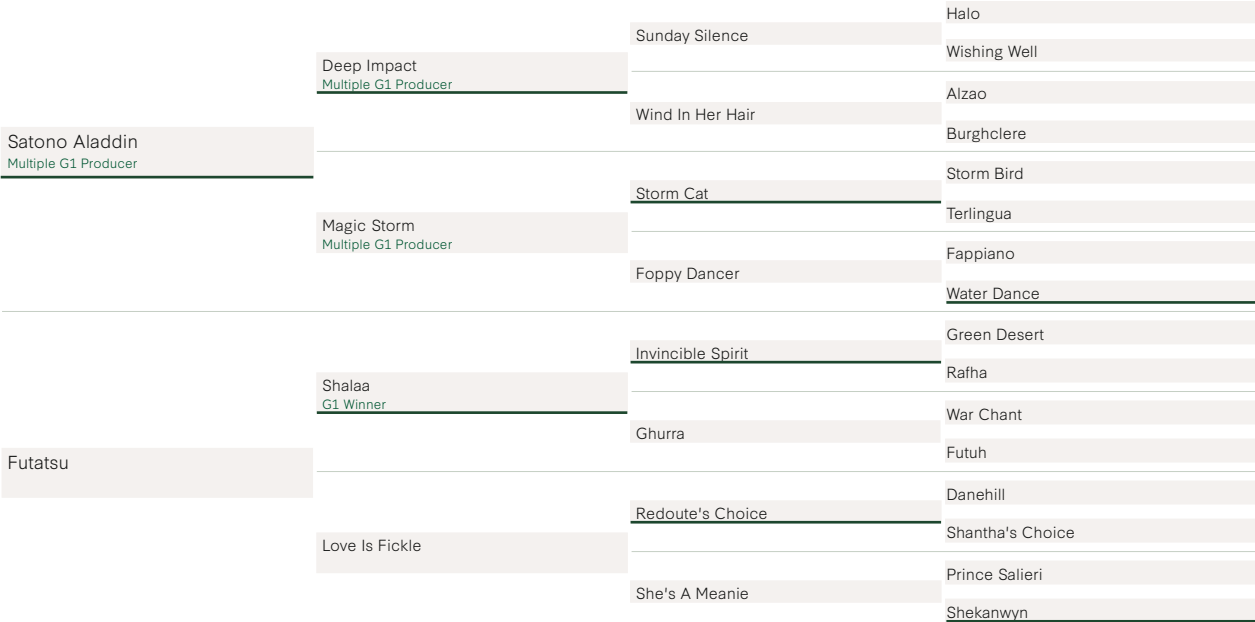 Satono Aladdin
Multiple G1 Producer
Futatsu
Deep Impact
Multiple G1 Producer
Magic Storm
Multiple G1 Producer
Shalaa
G1 Winner
Love Is Fickle
Sunday Silence
Wind In Her Hair
Storm Cat
Foppy Dancer
Invincible Spirit
Ghurra
Redoute's Choice
She's A Meanie
Halo
Wishing Well
Alzao
Burghclere
Storm Bird
Terlingua
Fappiano
Water Dance
Green Desert
Rafha
War Chant
Futuh
Danehill
Shantha's Choice
Prince Salieri
Shekanwyn